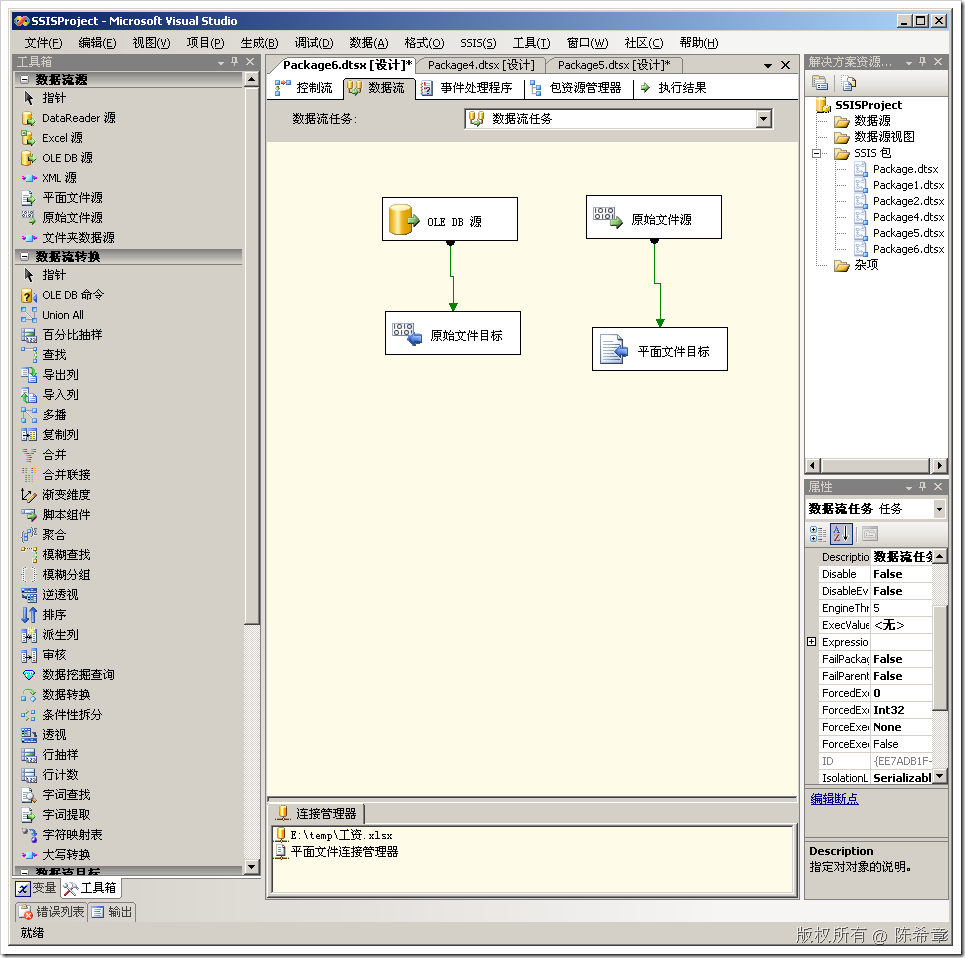 SSISProject - Microsoft Visual Studio
文件(F) 编辑(E) 视图(V) 项目(P) 生成(B) 调试(D) 数据(A) 格式(O) SSIS(S) 工具(T) 窗口(W) 社区(C) 帮助(H)
工具箱
数据流源
指针
DataReader 源
Excel 源
OLE DB 源
XML 源
平面文件源
原始文件源
文件夹数据源
数据流转换
指针
OLE DB 命令
Union All
百分比抽样
查找
导出列
导入列
多播
复制列
合并
合并联接
渐变维度
脚本组件
聚合
模糊查找
模糊分组
逆透视
排序
派生列
审核
数据挖掘查询
数据转换
条件性拆分
透视
行抽样
行计数
字词查找
字词提取
字符映射表
大写转换
数据流目标
变量 工具箱
错误列表 输出
就绪
Package6.dtsx [设计]* Package4.dtsx [设计] Package5.dtsx [设计]*
控制流 数据流 事件处理程序 包资源管理器 执行结果
数据流任务: 数据流任务
OLE DB 源
原始文件源
原始文件目标
平面文件目标
连接管理器
E:\temp\工资.xlsx
平面文件连接管理器
解决方案资源...
SSISProject
数据源
数据源视图
SSIS 包
Package.dtsx
Package1.dtsx
Package2.dtsx
Package4.dtsx
Package5.dtsx
Package6.dtsx
杂项
属性
数据流任务 任务
Descriptio 数据流任务
Disable False
DisableEv False
EngineThr 5
ExecValue <无>
Expressio
FailPackag False
FailParent False
ForcedExe 0
ForcedExe Int32
ForceExec None
ForceExec False
ID {EE7ADB1F-
IsolationL Serializabl
编辑断点
Description
指定对对象的说明。
版权所有 @ 陈希章